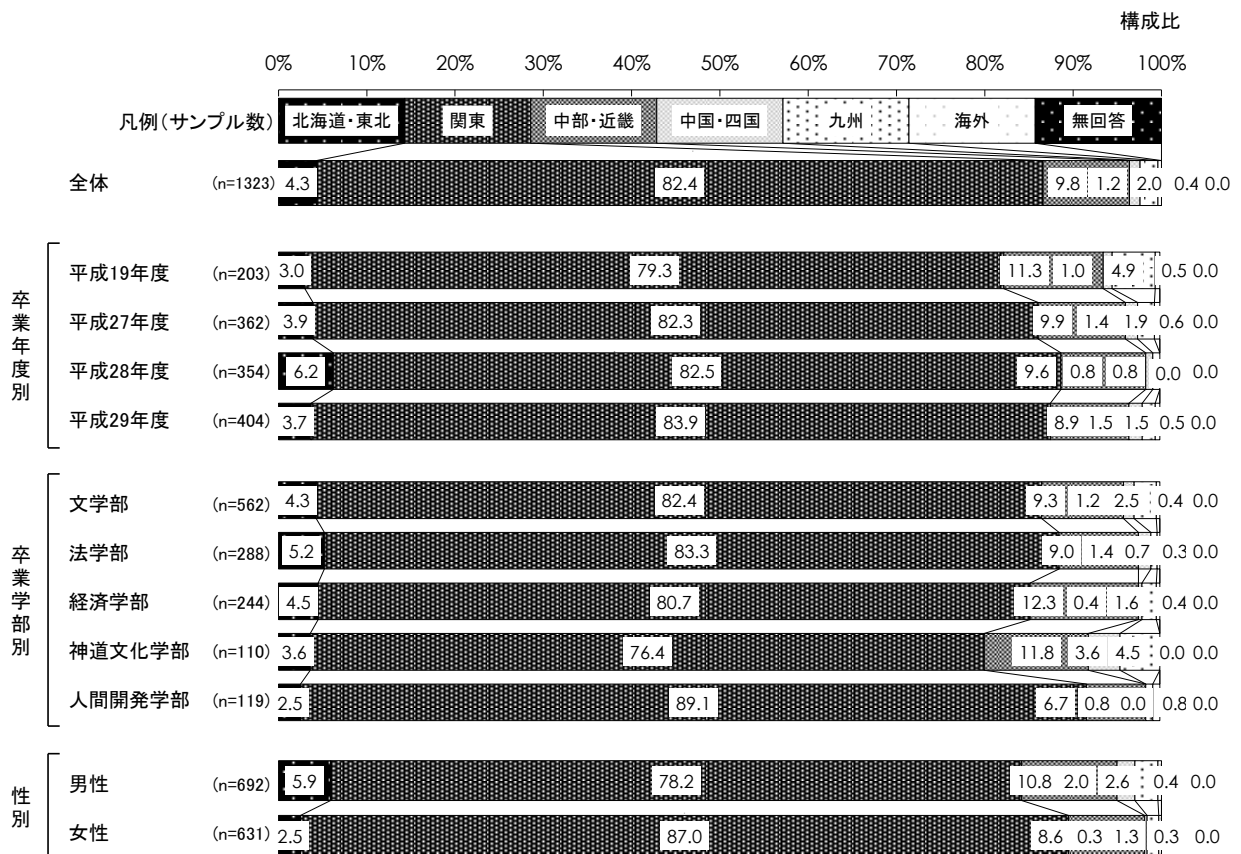 構成比
0% 10% 20% 30% 40% 50% 60% 70% 80% 90% 100%
凡例(サンプル数) 北海道・東北 関東 中部・近畿 中国・四国 九州 海外 無回答
全体 (n=1323) 4.3 82.4 9.8 1.2 2.0 0.4 0.0
卒業年度別
平成19年度 (n=203) 3.0 79.3 11.3 1.0 4.9 0.5 0.0
平成27年度 (n=362) 3.9 82.3 9.9 1.4 1.9 0.6 0.0
平成28年度 (n=354) 6.2 82.5 9.6 0.8 0.8 0.0 0.0
平成29年度 (n=404) 3.7 83.9 8.9 1.5 1.5 0.5 0.0
卒業学部別
文学部 (n=562) 4.3 82.4 9.3 1.2 2.5 0.4 0.0
法学部 (n=288) 5.2 83.3 9.0 1.4 0.7 0.3 0.0
経済学部 (n=244) 4.5 80.7 12.3 0.4 1.6 0.4 0.0
神道文化学部 (n=110) 3.6 76.4 11.8 3.6 4.5 0.0 0.0
人間開発学部 (n=119) 2.5 89.1 6.7 0.8 0.0 0.8 0.0
性別
男性 (n=692) 5.9 78.2 10.8 2.0 2.6 0.4 0.0
女性 (n=631) 2.5 87.0 8.6 0.3 1.3 0.3 0.0